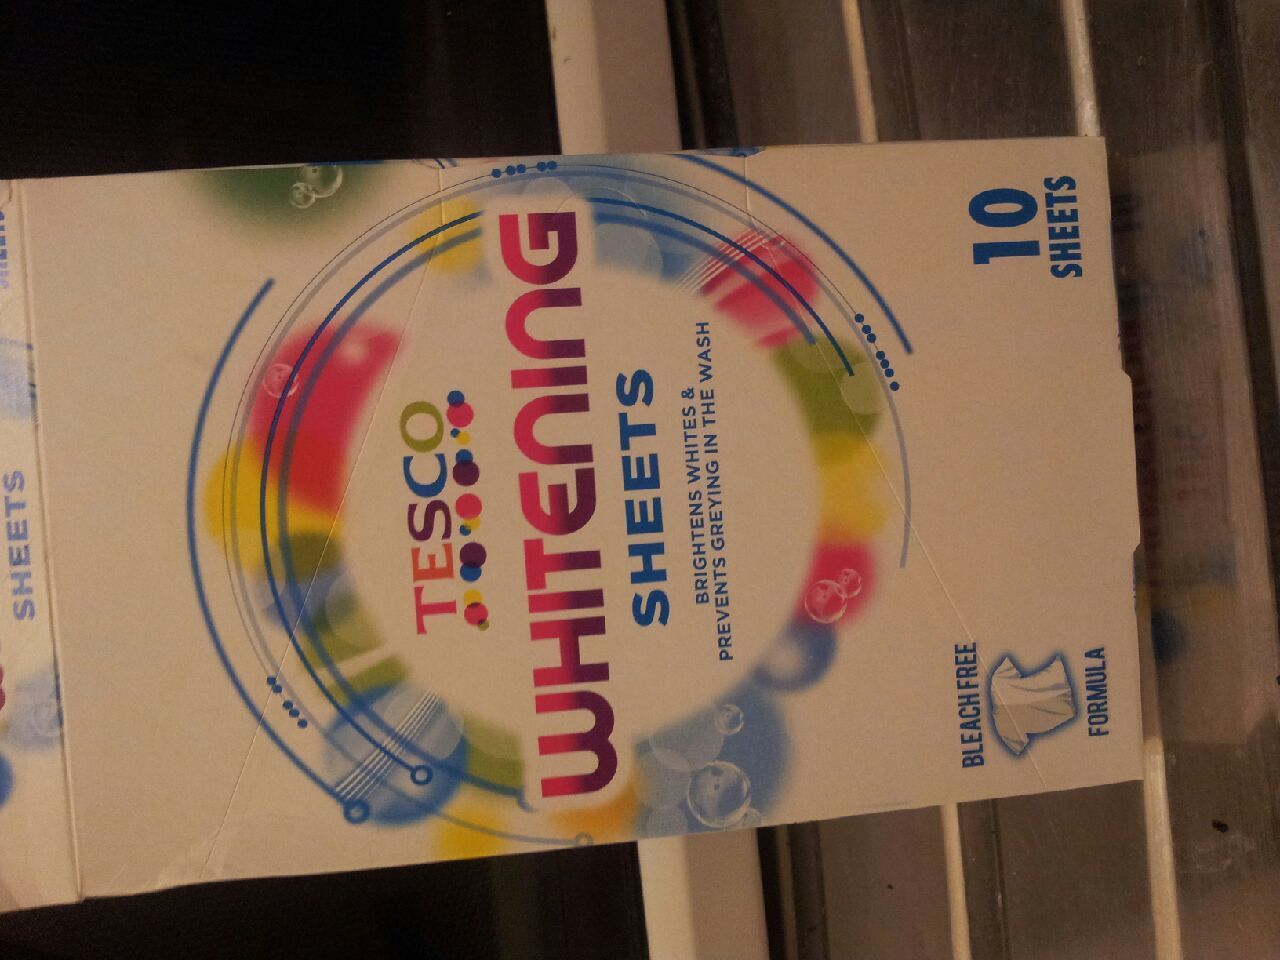 TESCO
WHITENING
SHEETS
BRIGHTENS WHITES &
PREVENTS GREYING IN THE WASH
BLEACH FREE
FORMULA
10
SHEETS
SHEETS